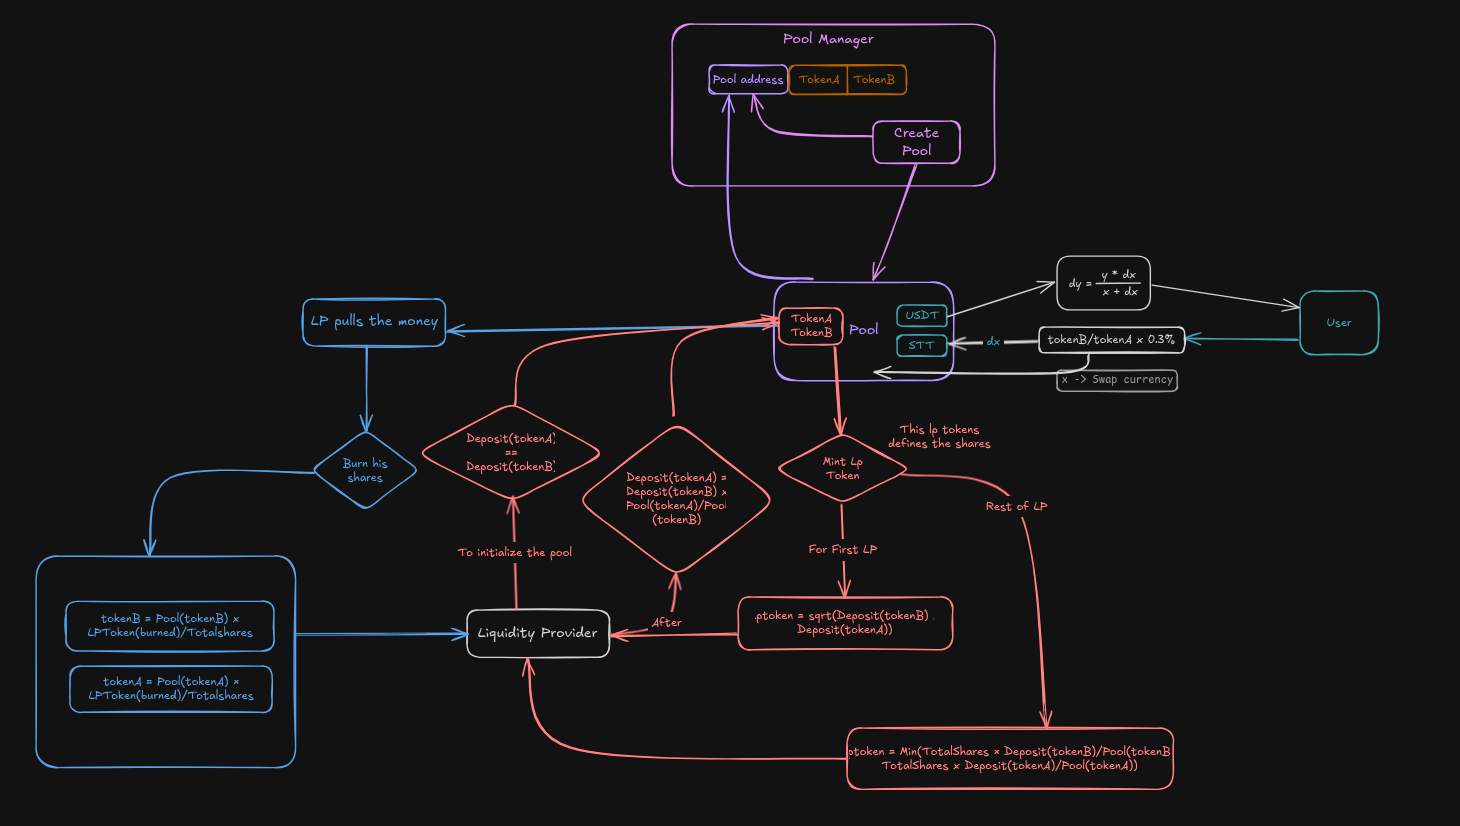 Pool Manager
Pool address
TokenA
TokenB
Create
Pool
dy = y * dx
x + dx
LP pulls the money
TokenA
TokenB
Pool
USDT
STT
dx
tokenB/tokenA x 0.3%
User
x -> Swap currency
Burn his
shares
Deposit(tokenA)
==
Deposit(tokenB)
Deposit(tokenA) =
Deposit(tokenB) x
Pool(tokenA)/Pool
(tokenB)
Mint Lp
Token
This lp tokens
defines the shares
Rest of LP
To initialize the pool
For First LP
tokenB = Pool(tokenB) x
LPToken(burned)/Totalshares
tokenA = Pool(tokenA) x
LPToken(burned)/Totalshares
Liquidity Provider
After
ptoken = sqrt(Deposit(tokenB)
Deposit(tokenA))
ptoken = Min(TotalShares x Deposit(tokenB)/Pool(tokenB
TotalShares x Deposit(tokenA)/Pool(tokenA))